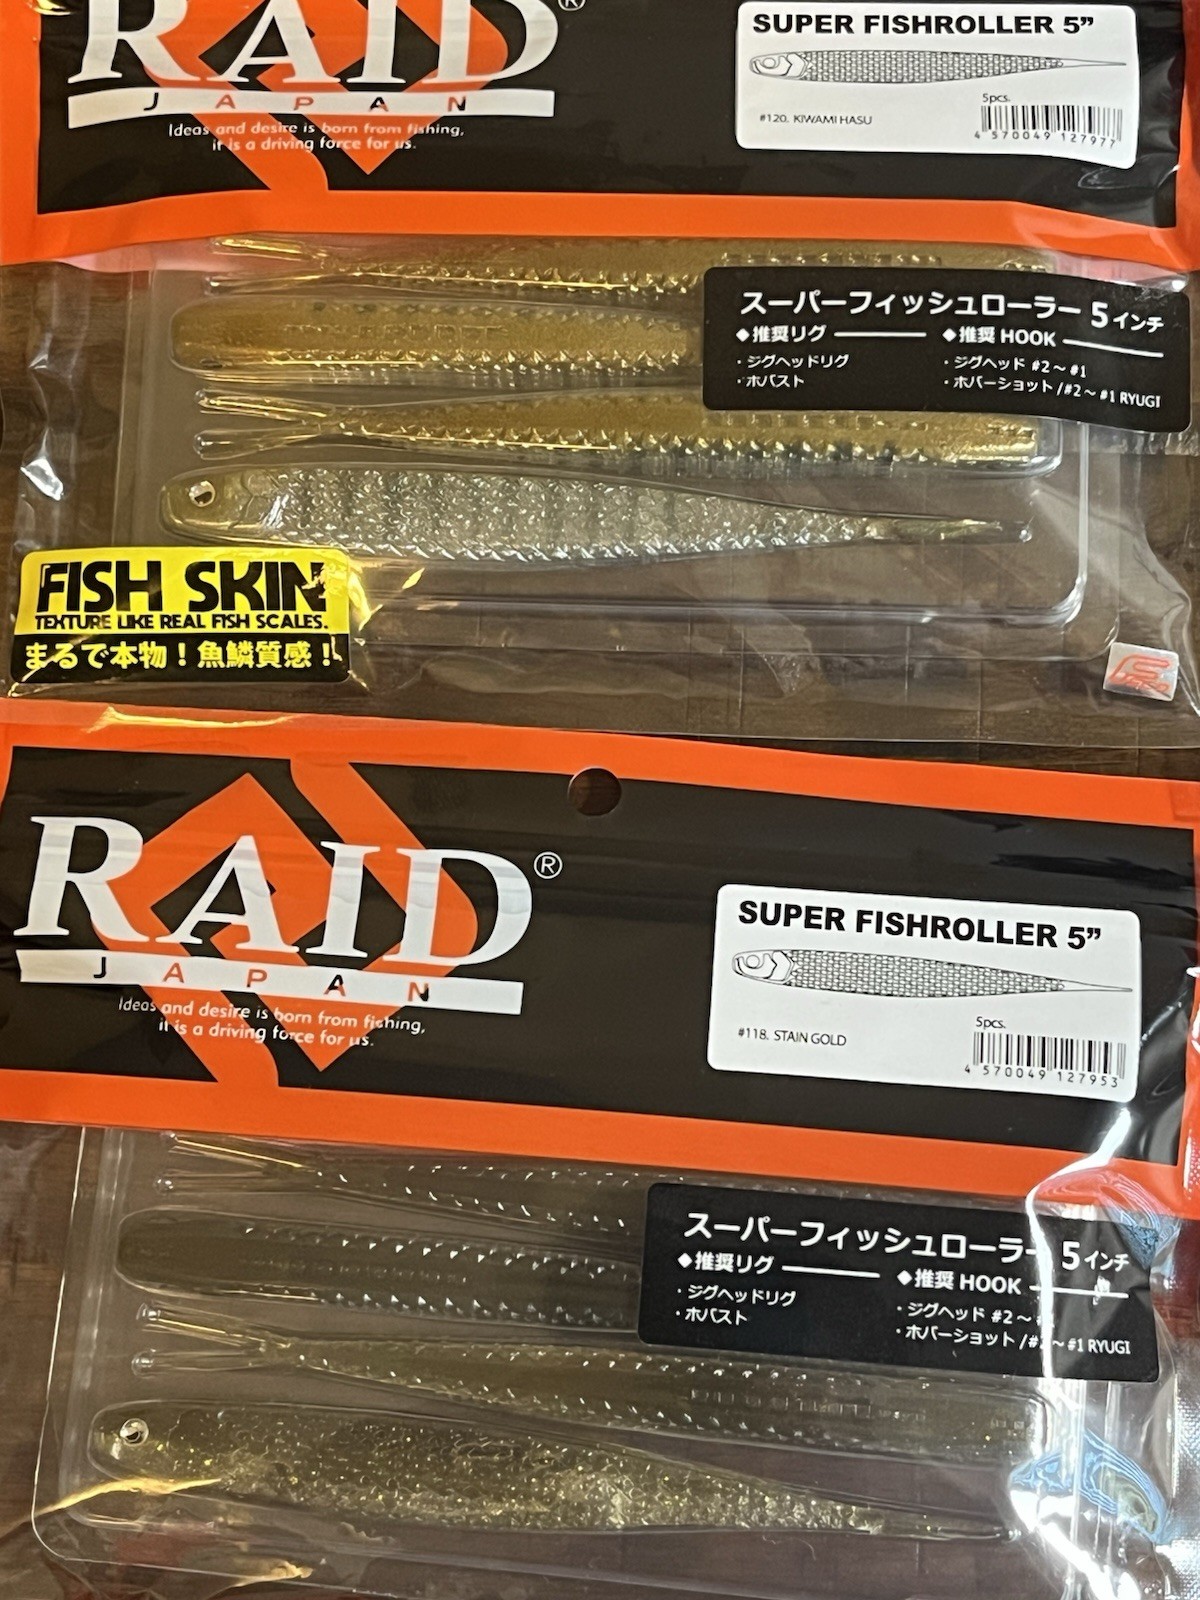 RAID®
JAPAN
Ideas and desire is born from fishing,
it is a driving force for us.
SUPER FISHROLLER 5”
5pcs.
#120. KIWAMI HASU
4 570049 127977
スーパーフィッシュローラー 5インチ
◆推奨リグ
・ジグヘッドリグ
・ホバスト
◆推奨 HOOK
・ジグヘッド #2～#1
・ホバーショット/#2～#1 RYUGI
FISH SKIN
TEXTURE LIKE REAL FISH SCALES.
まるで本物！魚鱗質感！
RAID®
JAPAN
Ideas and desire is born from fishing,
it is a driving force for us.
SUPER FISHROLLER 5”
5pcs.
#118. STAIN GOLD
4 570049 127953
スーパーフィッシュローラー 5インチ
◆推奨リグ
・ジグヘッドリグ
・ホバスト
◆推奨 HOOK
・ジグヘッド #2～
・ホバーショット/#2～#1 RYUGI